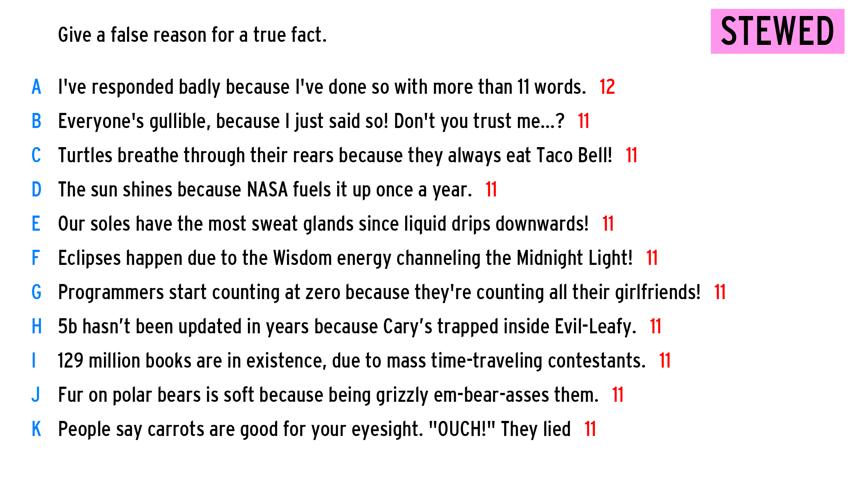 Give a false reason for a true fact.
STEWED
A I've responded badly because I've done so with more than 11 words. 12
B Everyone's gullible, because I just said so! Don't you trust me...? 11
C Turtles breathe through their rears because they always eat Taco Bell! 11
D The sun shines because NASA fuels it up once a year. 11
E Our soles have the most sweat glands since liquid drips downwards! 11
F Eclipses happen due to the Wisdom energy channeling the Midnight Light! 11
G Programmers start counting at zero because they're counting all their girlfriends! 11
H 5b hasn’t been updated in years because Cary’s trapped inside Evil-Leafy. 11
I 129 million books are in existence, due to mass time-traveling contestants. 11
J Fur on polar bears is soft because being grizzly em-bear-asses them. 11
K People say carrots are good for your eyesight. "OUCH!" They lied 11